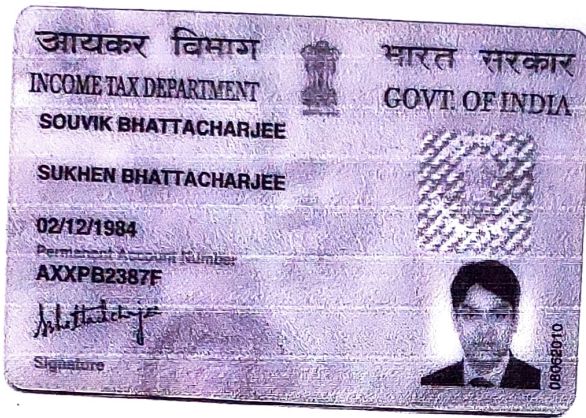 आयकर विभाग
भारत सरकार
INCOME TAX DEPARTMENT
GOVT. OF INDIA
SOUVIK BHATTACHARJEE
SUKHEN BHATTACHARJEE
02/12/1984
Permanent Account Number
AXXPB2387F
Signature
08062010